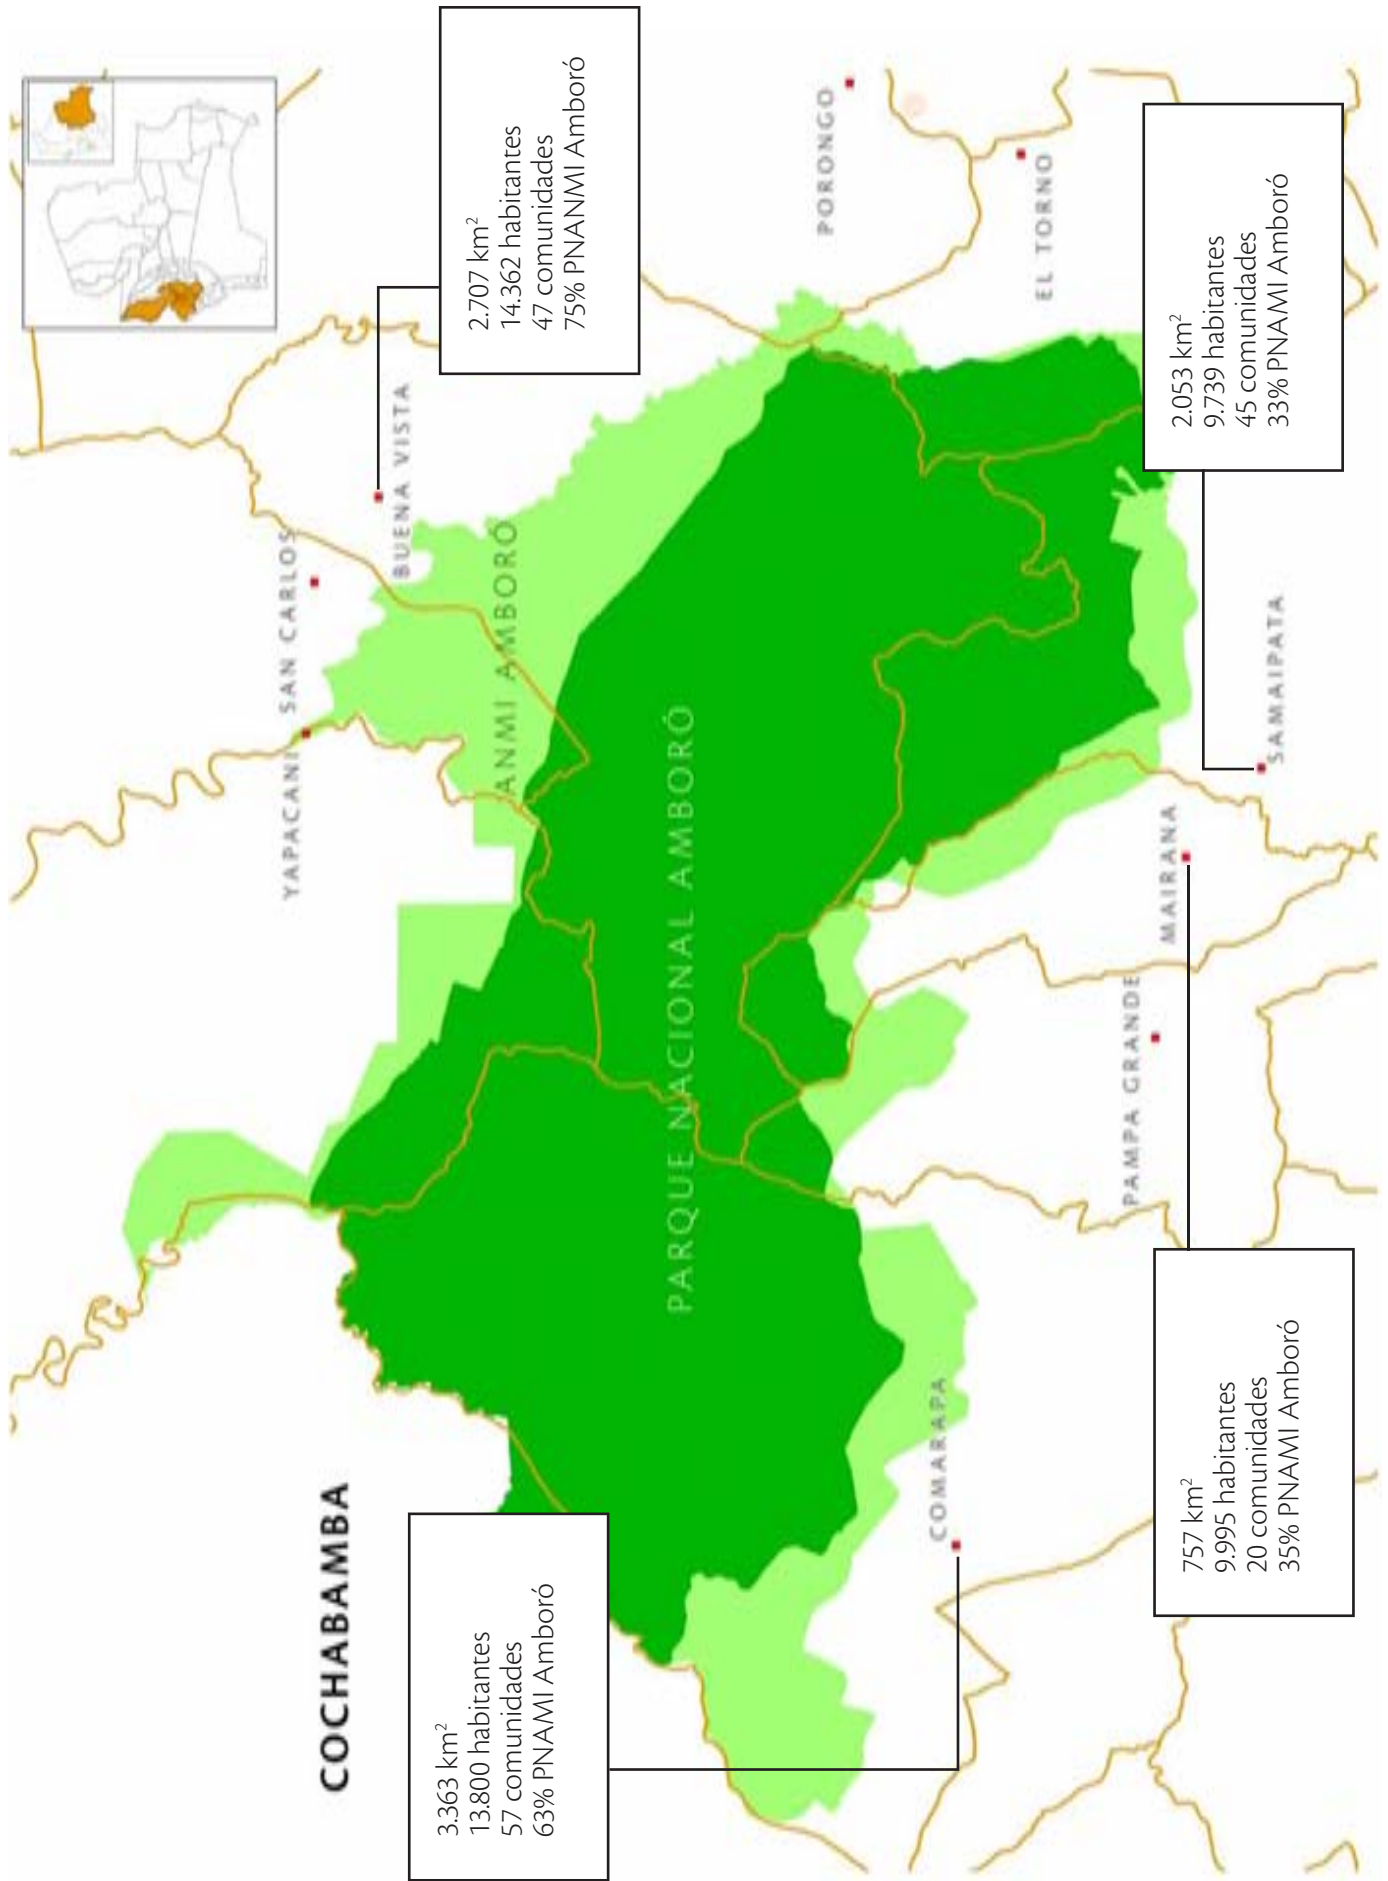 COCHABAMBA
3.363 km²
13.800 habitantes
57 comunidades
63% PNAMI Amboró
YAPACANI
SAN CARLOS
BUENA VISTA
2.707 km²
14.362 habitantes
47 comunidades
75% PNANMI Amboró
ANMI AMBORÓ
PARQUE NACIONAL AMBORÓ
PORONGO
EL TORNO
COMARAPA
PAMPA GRANDE
MAIRANA
SAMAIPATA
757 km²
9.995 habitantes
20 comunidades
35% PNAMI Amboró
2.053 km²
9.739 habitantes
45 comunidades
33% PNAMI Amboró